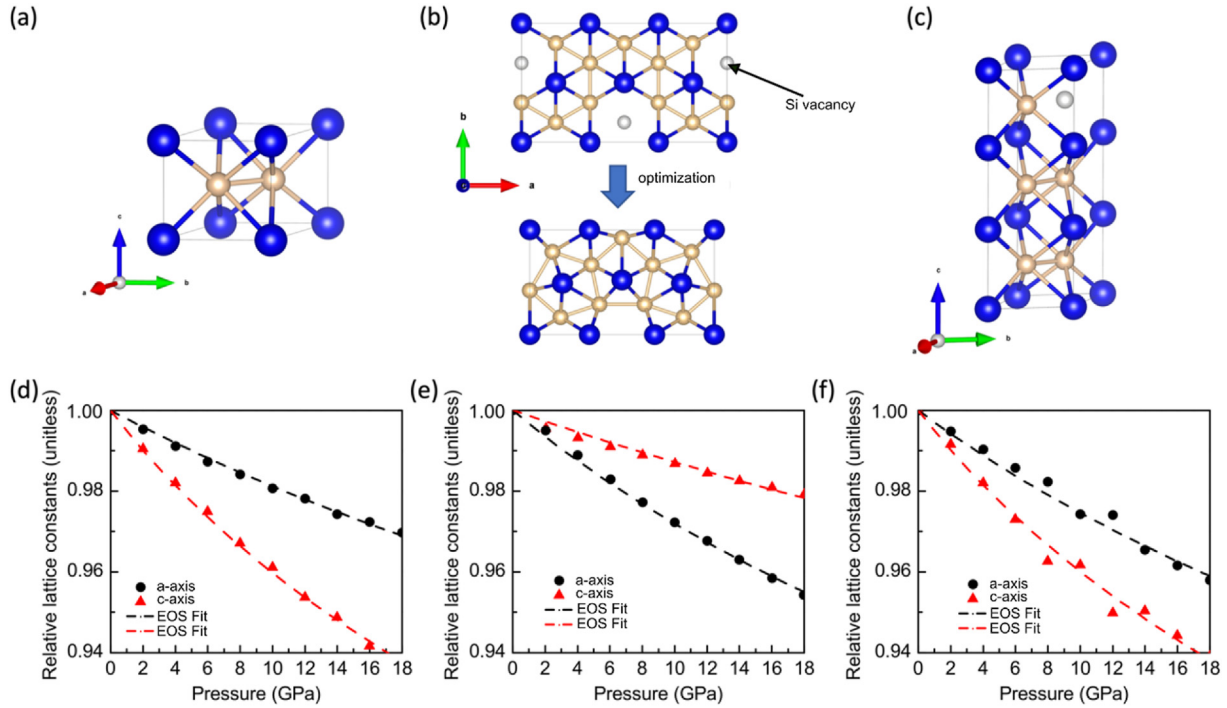 (a)
(b)
(c)
Si vacancy
optimization
b
a
c
a
b
c
a
b
(d)
(e)
(f)
Relative lattice constants (unitless)
1.00
0.98
0.96
0.94
a-axis
c-axis
EOS Fit
EOS Fit
0 2 4 6 8 10 12 14 16 18
Pressure (GPa)
Relative lattice constants (unitless)
1.00
0.98
0.96
0.94
a-axis
c-axis
EOS Fit
EOS Fit
0 2 4 6 8 10 12 14 16 18
Pressure (GPa)
Relative lattice constants (unitless)
1.00
0.98
0.96
0.94
a-axis
c-axis
EOS Fit
EOS Fit
0 2 4 6 8 10 12 14 16 18
Pressure (GPa)